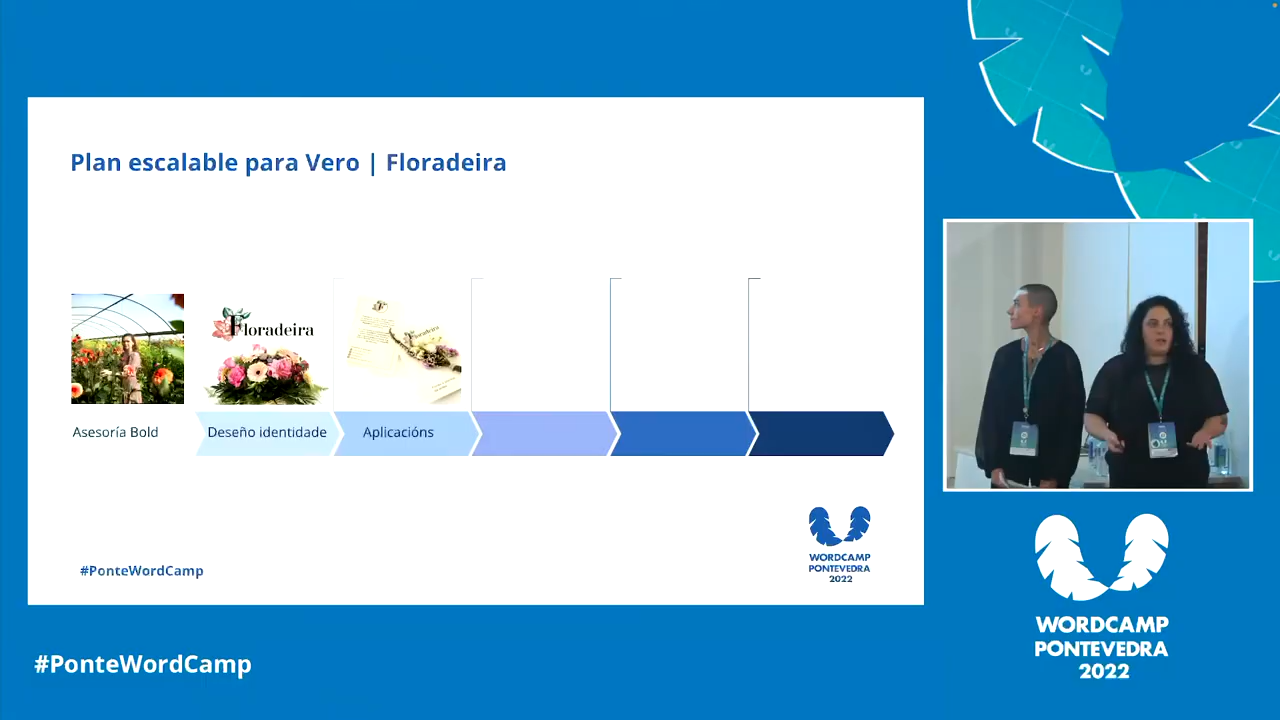 Plan escalable para Vero | Floradeira
Floradeira
Asesoría Bold
Deseño identidade
Aplicacións
#PonteWordCamp
WORDCAMP
PONTEVEDRA
2022
#PonteWordCamp
WORDCAMP
PONTEVEDRA
2022